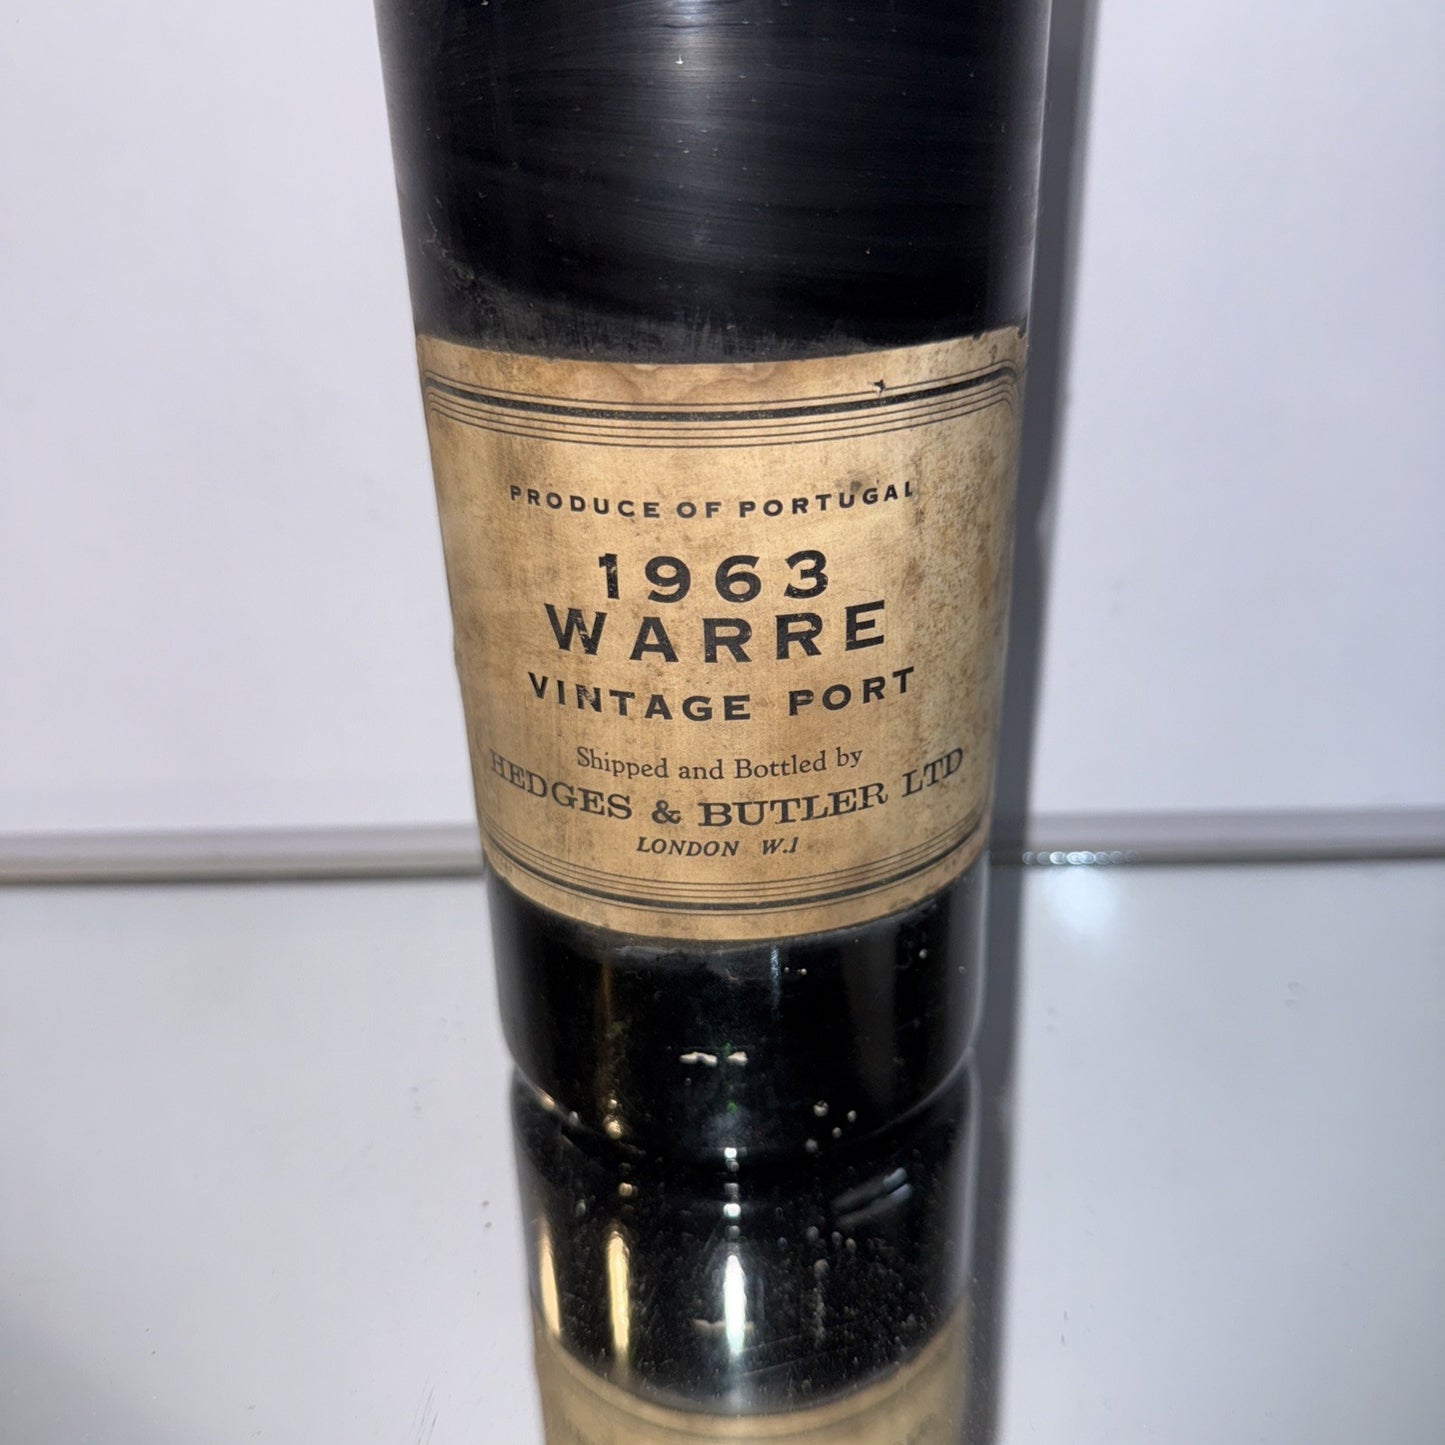 PRODUCE OF PORTUGAL
1963
WARRE
VINTAGE PORT
Shipped and Bottled by
HEDGES & BUTLER LTD
LONDON W.1